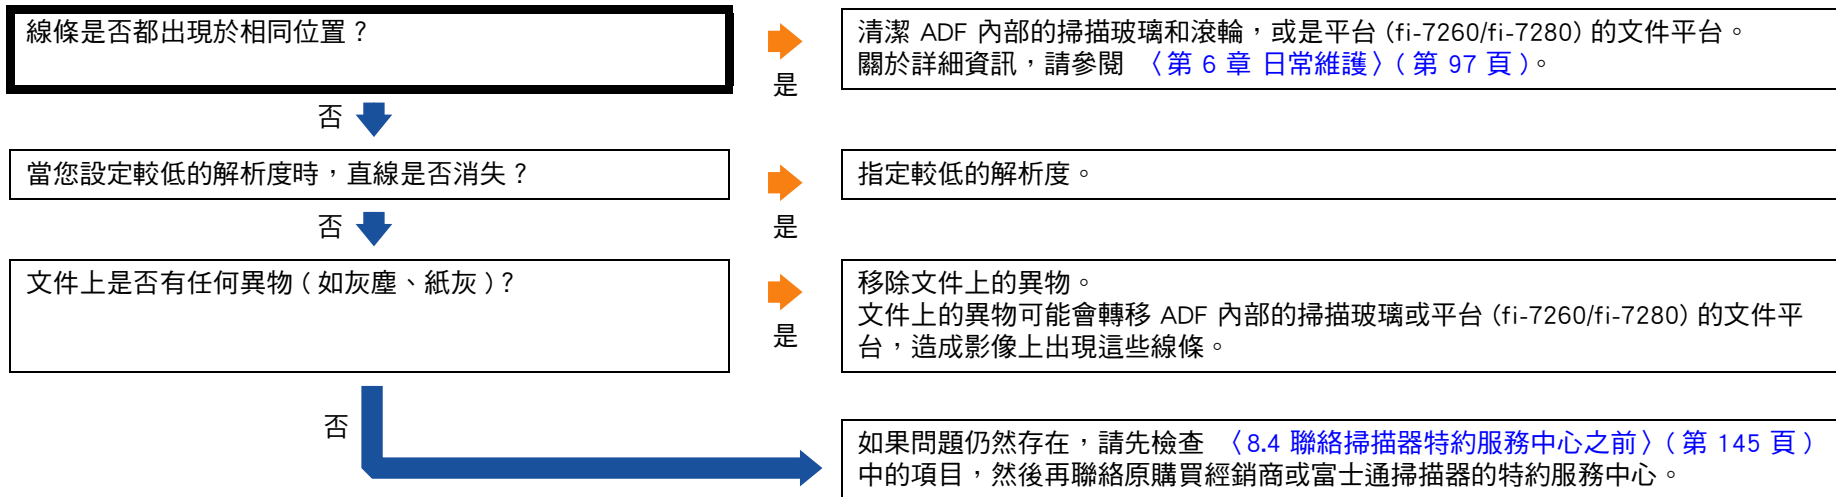 線條是否都出現於相同位置？
是
清潔 ADF 內部的掃描玻璃和滾輪，或是平台 (fi-7260/fi-7280) 的文件平台。
關於詳細資訊，請參閱 〈第 6 章 日常維護〉( 第 97 頁 )。
否
當您設定較低的解析度時，直線是否消失？
是
指定較低的解析度。
否
文件上是否有任何異物 ( 如灰塵、紙灰 )？
是
移除文件上的異物。
文件上的異物可能會轉移 ADF 內部的掃描玻璃或平台 (fi-7260/fi-7280) 的文件平
台，造成影像上出現這些線條。
否
如果問題仍然存在，請先檢查 〈8.4 聯絡掃描器特約服務中心之前〉( 第 145 頁 )
中的項目，然後再聯絡原購買經銷商或富士通掃描器的特約服務中心。